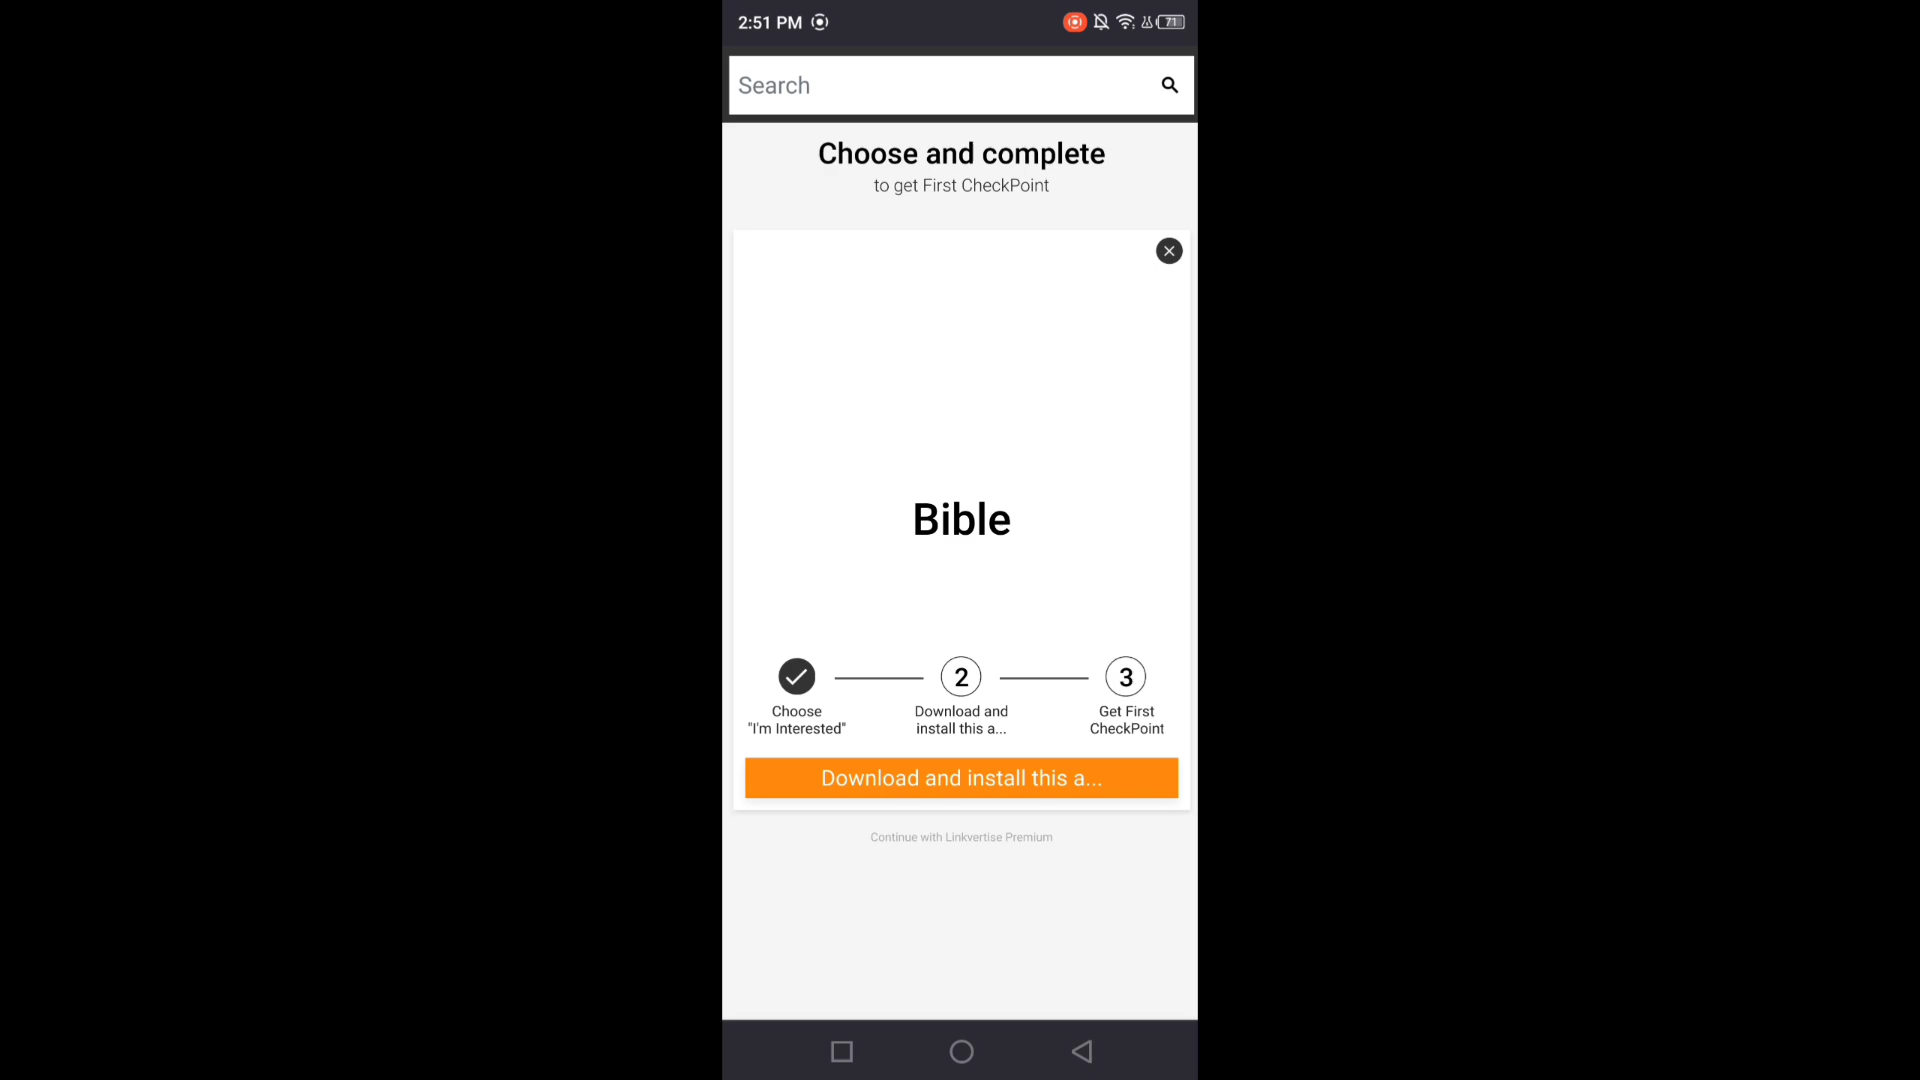 2:51 PM
71
Search
Choose and complete
to get First CheckPoint
Bible
2
3
Choose
"I'm Interested"
Download and
install this a...
Get First
CheckPoint
Download and install this a...
Continue with Linkvertise Premium